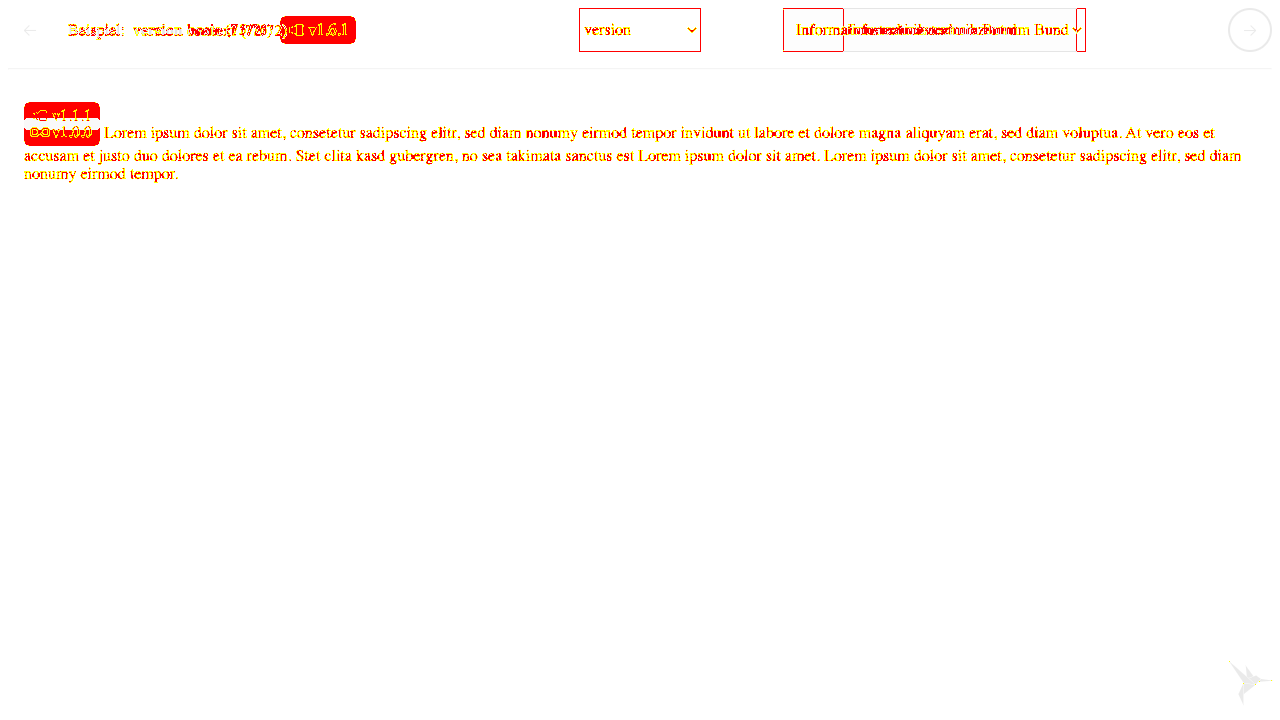 Beispiel: version basic v1.6.1
version
Bund
v1.1.1
v1.0.0 Lorem ipsum dolor sit amet, consetetur sadipscing elitr, sed diam nonumy eirmod tempor invidunt ut labore et dolore magna aliquyam erat, sed diam voluptua. At vero eos et
accusam et justo duo dolores et ea rebum. Stet clita kasd gubergren, no sea takimata sanctus est Lorem ipsum dolor sit amet. Lorem ipsum dolor sit amet, consetetur sadipscing elitr, sed diam
nonumy eirmod tempor.